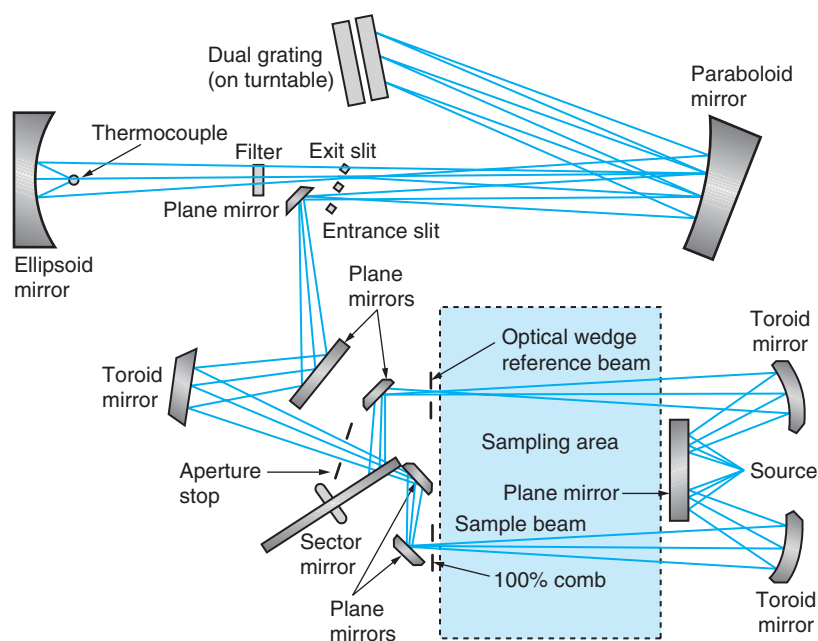 Dual grating
(on turntable)
Paraboloid
mirror
Thermocouple
Filter
Exit slit
Plane mirror
Entrance slit
Ellipsoid
mirror
Plane
mirrors
Toroid
mirror
Optical wedge
reference beam
Toroid
mirror
Sampling area
Aperture
stop
Source
Plane mirror
Sample beam
Sector
mirror
100% comb
Plane
mirrors
Toroid
mirror